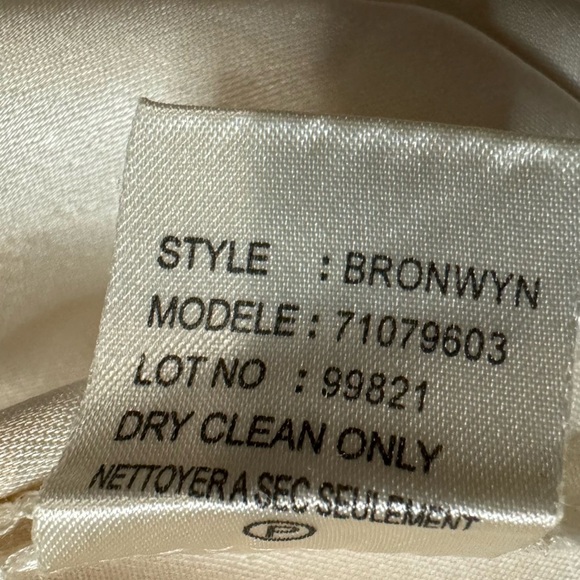 STYLE : BRONWYN
MODELE : 71079603
LOT NO : 99821
DRY CLEAN ONLY
NETTOYER A SEC SEULEMENT
P